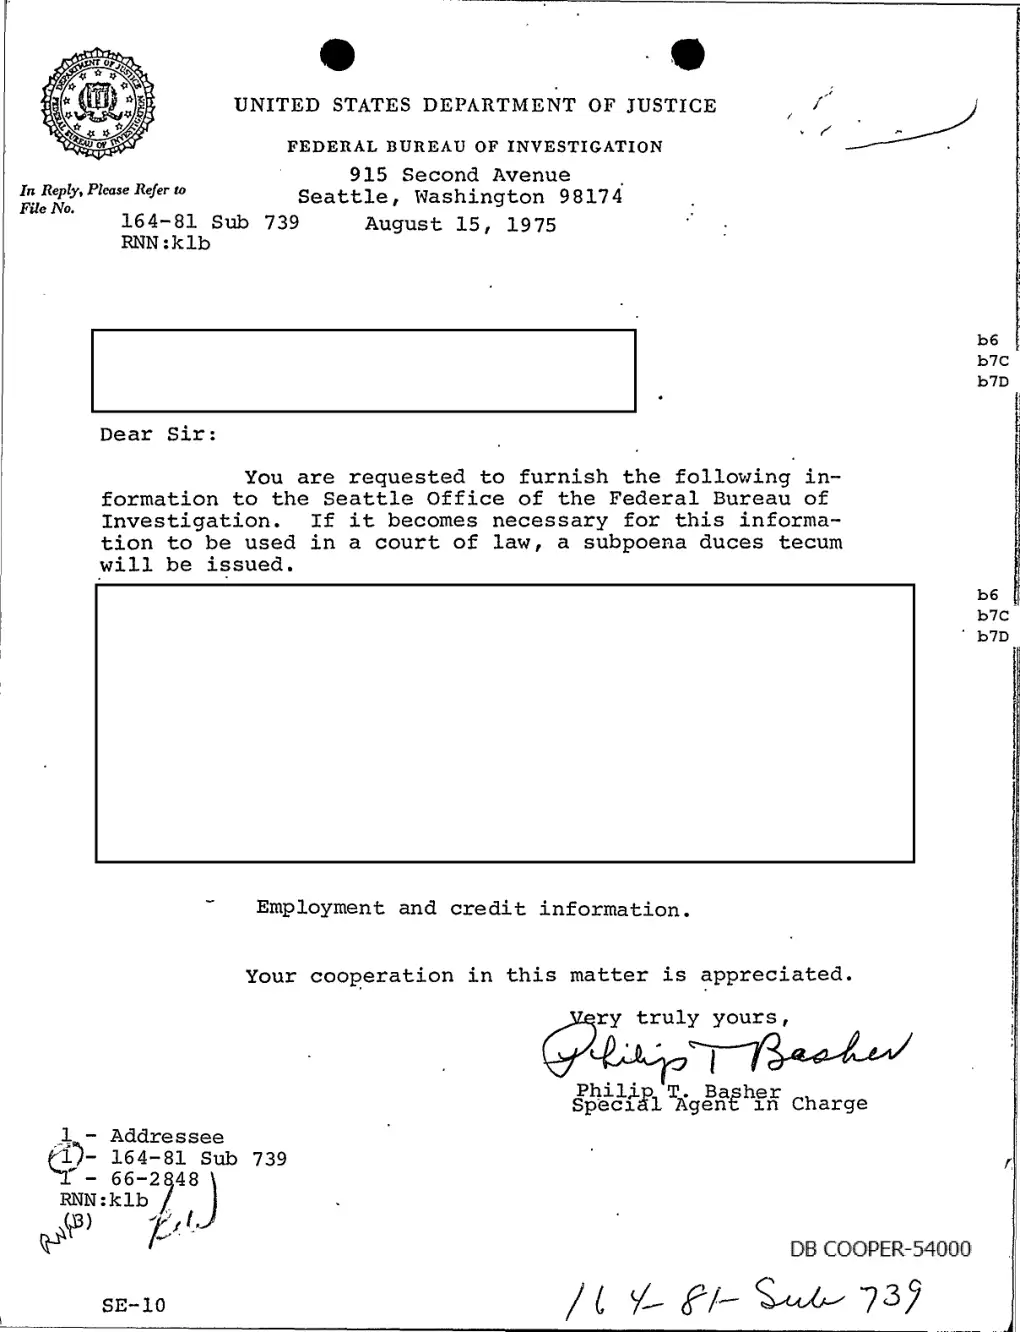 UNITED STATES DEPARTMENT OF JUSTICE
FEDERAL BUREAU OF INVESTIGATION
915 Second Avenue
Seattle, Washington 98174
In Reply, Please Refer to
File No.
164-81 Sub 739
August 15, 1975
RNN:klb
b6
b7C
b7D
Dear Sir:
You are requested to furnish the following in-
formation to the Seattle Office of the Federal Bureau of
Investigation. If it becomes necessary for this informa-
tion to be used in a court of law, a subpoena duces tecum
will be issued.
b6
b7C
b7D
- Employment and credit information.
Your cooperation in this matter is appreciated.
Very truly yours,
Philip T Basher
Philip T. Basher
Special Agent in Charge
1 - Addressee
1 - 164-81 Sub 739
1 - 66-2848
RNN:klb
(B)
DB COOPER-54000
SE-10
164-81-Sub 739